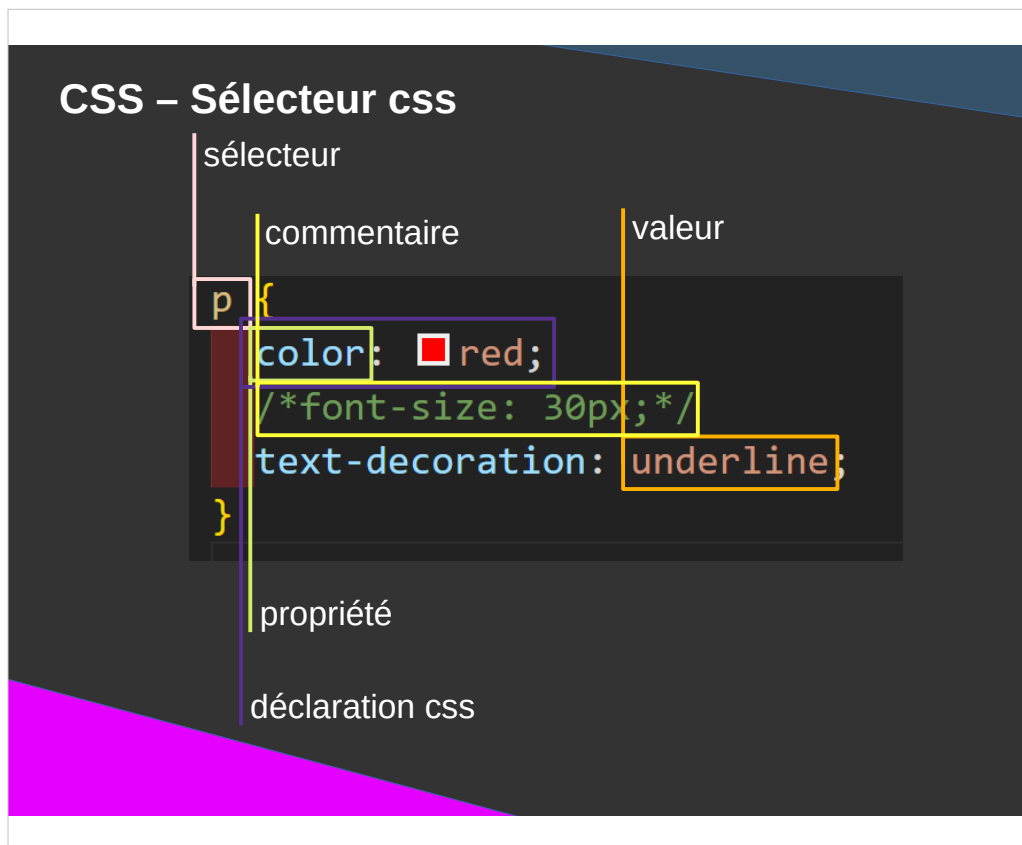 CSS – Sélecteur css
sélecteur
commentaire
valeur
p {
color: red;
/*font-size: 30px;*/
text-decoration: underline;
}
propriété
déclaration css